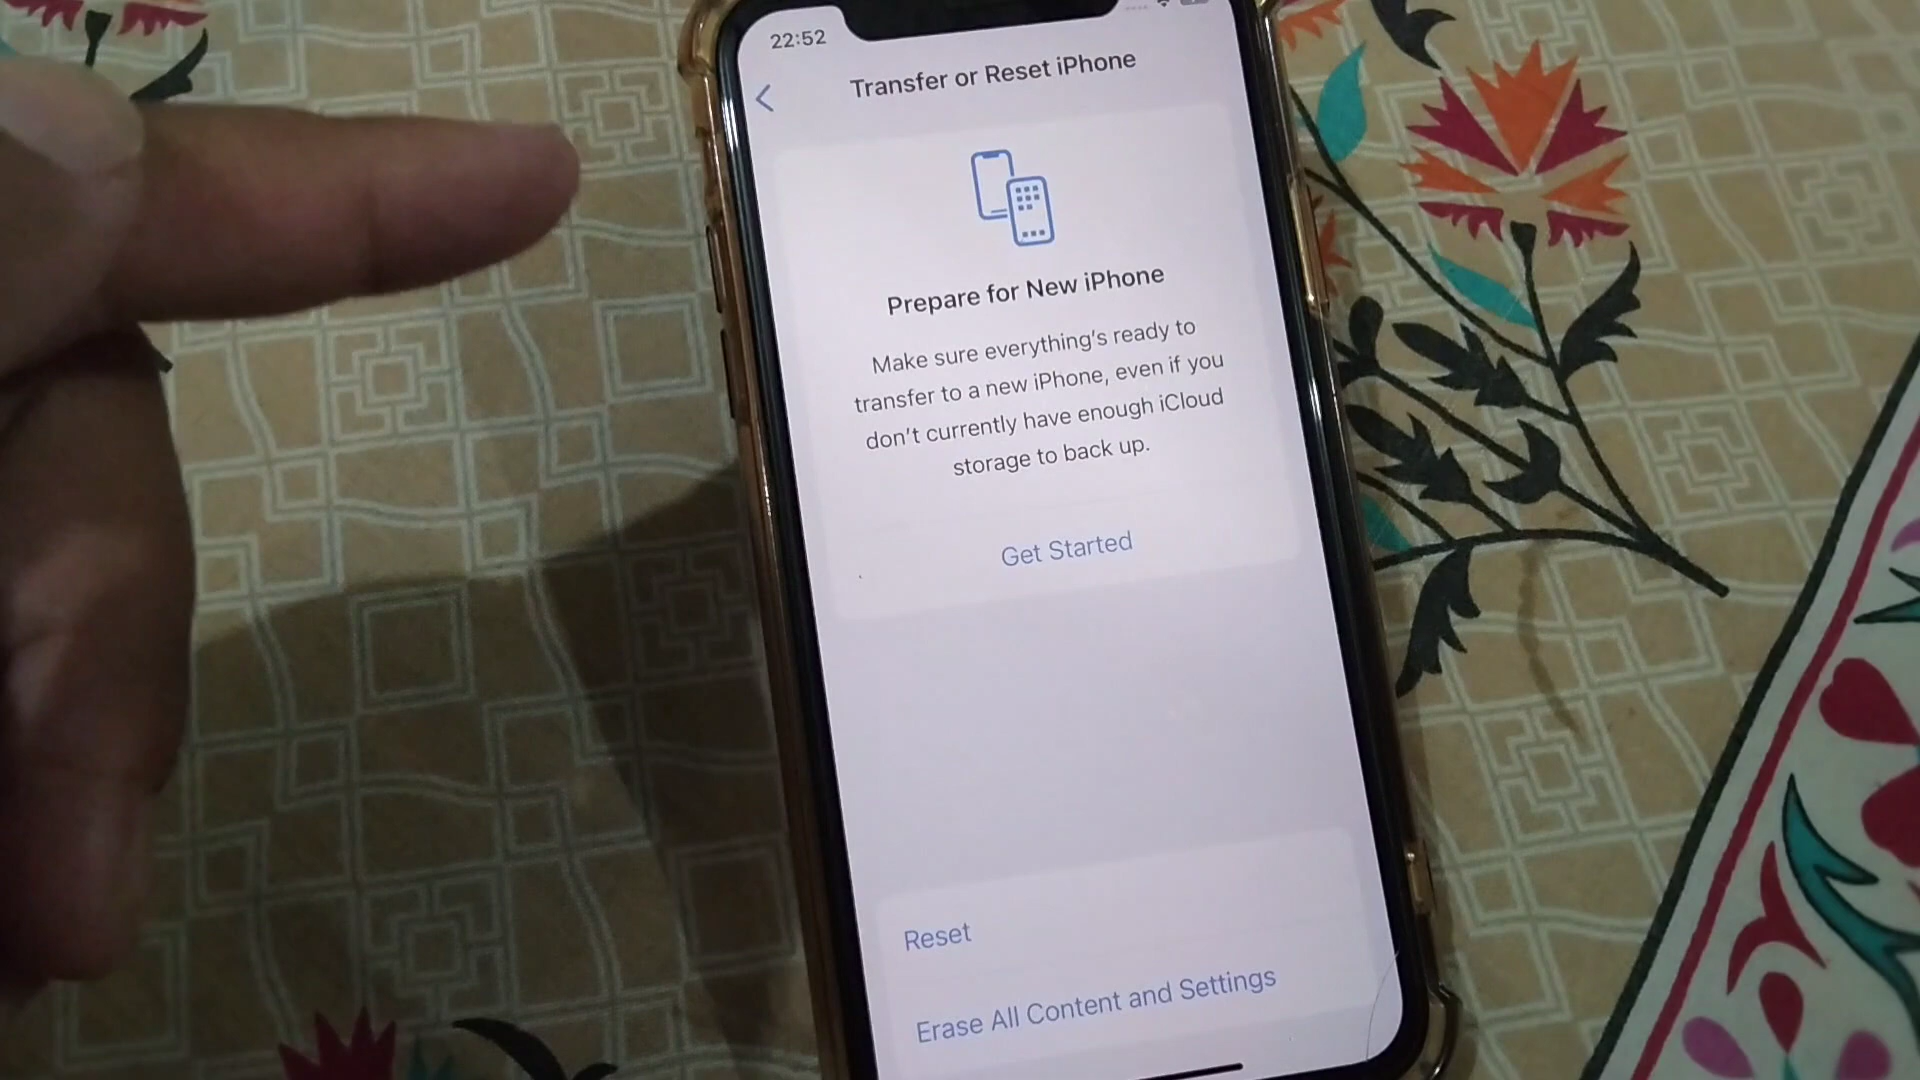 22:52
Transfer or Reset iPhone
Prepare for New iPhone
Make sure everything's ready to
transfer to a new iPhone, even if you
don't currently have enough iCloud
storage to back up.
Get Started
Reset
Erase All Content and Settings